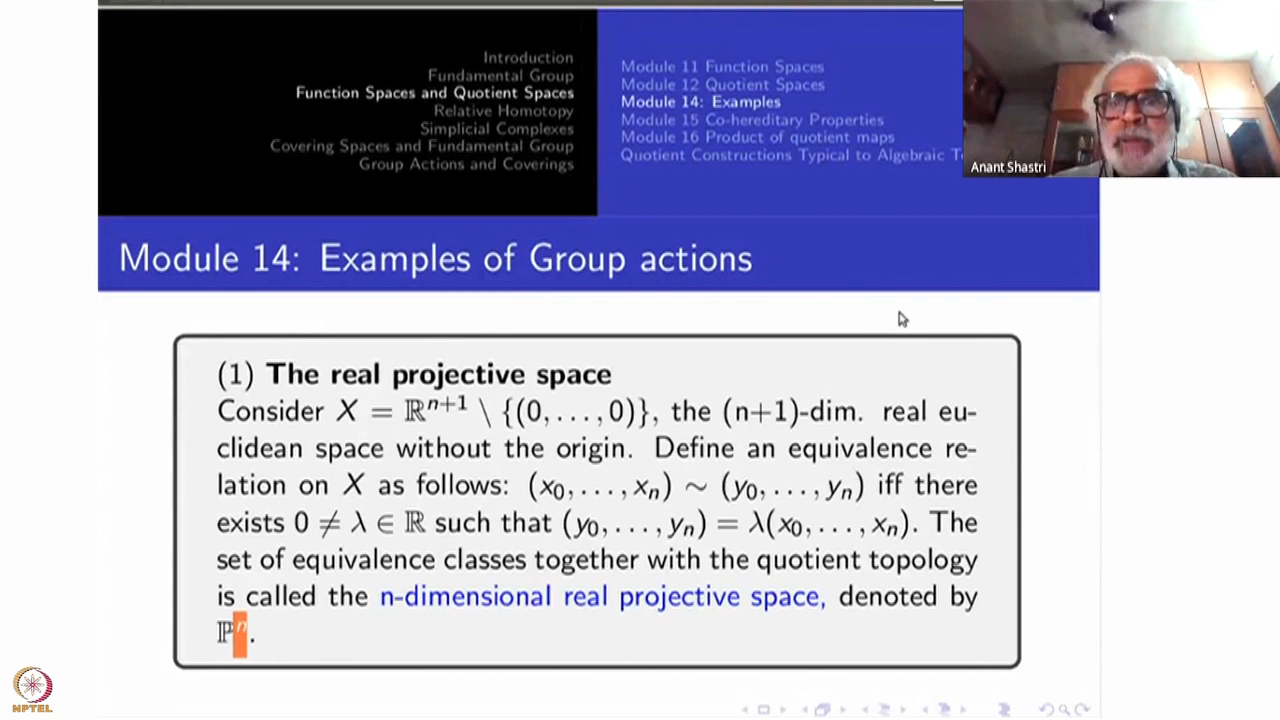 Introduction
Fundamental Group
Function Spaces and Quotient Spaces
Relative Homotopy
Simplicial Complexes
Covering Spaces and Fundamental Group
Group Actions and Coverings
Module 11 Function Spaces
Module 12 Quotient Spaces
Module 14: Examples
Module 15 Co-hereditary Properties
Module 16 Product of quotient maps
Quotient Constructions Typical to Algebraic
Anant Shastri
Module 14: Examples of Group actions
(1) The real projective space
Consider X = ℝⁿ⁺¹ \ {(0, . . . , 0)}, the (n+1)-dim. real eu-
clidean space without the origin. Define an equivalence re-
lation on X as follows: (x₀, . . . , xₙ) ∼ (y₀, . . . , yₙ) iff there
exists 0 ≠ λ ∈ ℝ such that (y₀, . . . , yₙ) = λ(x₀, . . . , xₙ). The
set of equivalence classes together with the quotient topology
is called the n-dimensional real projective space, denoted by
ℙⁿ.
NPTEL